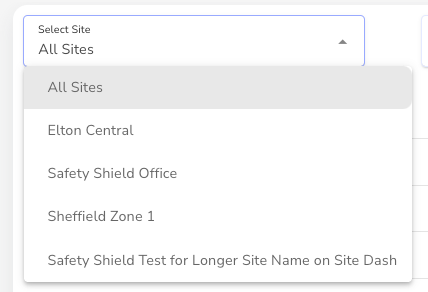 Select Site
All Sites
All Sites
Elton Central
Safety Shield Office
Sheffield Zone 1
Safety Shield Test for Longer Site Name on Site Dash